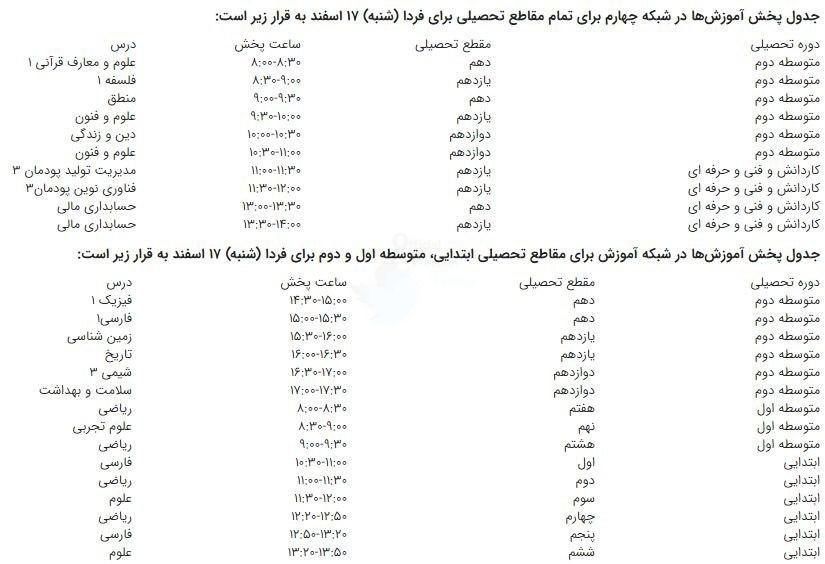 جدول پخش آموزش‌ها در شبکه چهارم برای تمام مقاطع تحصیلی برای فردا (شنبه) ۱۷ اسفند به قرار زیر است:
دوره تحصیلی مقطع تحصیلی ساعت پخش درس
متوسطه دوم دهم ۸:۰۰-۸:۳۰ علوم و معارف قرآنی ۱
متوسطه دوم یازدهم ۸:۳۰-۹:۰۰ فلسفه ۱
متوسطه دوم دهم ۹:۰۰-۹:۳۰ منطق
متوسطه دوم یازدهم ۹:۳۰-۱۰:۰۰ علوم و فنون
متوسطه دوم دوازدهم ۱۰:۰۰-۱۰:۳۰ دین و زندگی
متوسطه دوم دوازدهم ۱۰:۳۰-۱۱:۰۰ علوم و فنون
کاردانش و فنی و حرفه ای یازدهم ۱۱:۰۰-۱۱:۳۰ مدیریت تولید پودمان ۳
کاردانش و فنی و حرفه ای یازدهم ۱۱:۳۰-۱۲:۰۰ فناوری نوین پودمان۳
کاردانش و فنی و حرفه ای دهم ۱۳:۰۰-۱۳:۳۰ حسابداری مالی
کاردانش و فنی و حرفه ای یازدهم ۱۳:۳۰-۱۴:۰۰ حسابداری مالی
جدول پخش آموزش‌ها در شبکه آموزش برای مقاطع تحصیلی ابتدایی، متوسطه اول و دوم برای فردا (شنبه) ۱۷ اسفند به قرار زیر است:
دوره تحصیلی مقطع تحصیلی ساعت پخش درس
متوسطه دوم دهم ۱۴:۳۰-۱۵:۰۰ فیزیک ۱
متوسطه دوم دهم ۱۵:۰۰-۱۵:۳۰ فارسی۱
متوسطه دوم یازدهم ۱۵:۳۰-۱۶:۰۰ زمین شناسی
متوسطه دوم یازدهم ۱۶:۰۰-۱۶:۳۰ تاریخ
متوسطه دوم دوازدهم ۱۶:۳۰-۱۷:۰۰ شیمی ۳
متوسطه دوم دوازدهم ۱۷:۰۰-۱۷:۳۰ سلامت و بهداشت
متوسطه اول هفتم ۸:۰۰-۸:۳۰ ریاضی
متوسطه اول نهم ۸:۳۰-۹:۰۰ علوم تجربی
متوسطه اول هشتم ۹:۰۰-۹:۳۰ ریاضی
ابتدایی اول ۱۰:۳۰-۱۱:۰۰ فارسی
ابتدایی دوم ۱۱:۰۰-۱۱:۳۰ ریاضی
ابتدایی سوم ۱۱:۳۰-۱۲:۰۰ علوم
ابتدایی چهارم ۱۲:۲۰-۱۲:۵۰ ریاضی
ابتدایی پنجم ۱۲:۵۰-۱۳:۲۰ فارسی
ابتدایی ششم ۱۳:۲۰-۱۳:۵۰ علوم